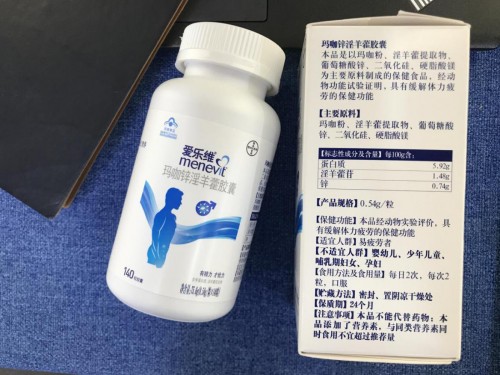 爱乐维
menevit
玛咖锌淫羊藿胶囊
BAYER
140
玛咖锌淫羊藿胶囊
本品是以玛咖粉、淫羊藿提取物、
葡萄糖酸锌、二氧化硅、硬脂酸镁
为主要原料制成的保健食品，经动
物功能试验证明，具有缓解体力疲
劳的保健功能
【主要原料】
玛咖粉、淫羊藿提取物、葡萄糖酸
锌、二氧化硅、硬脂酸镁
【标志性成分及含量】每100g含：
蛋白质 5.92g
淫羊藿苷 1.48g
锌 0.74g
【产品规格】0.54g/粒
【保健功能】本品经动物实验评价，具
有缓解体力疲劳的保健功能
【适宜人群】易疲劳者
【不适宜人群】婴幼儿、少年儿童、
哺乳期妇女、孕妇
【食用方法及食用量】每日2次，每次2
粒，口服
【贮藏方法】密封、置阴凉干燥处
【保质期】24个月
【注意事项】本品不能代替药物；本
品添加了营养素，与同类营养素同
时食用不宜超过推荐量